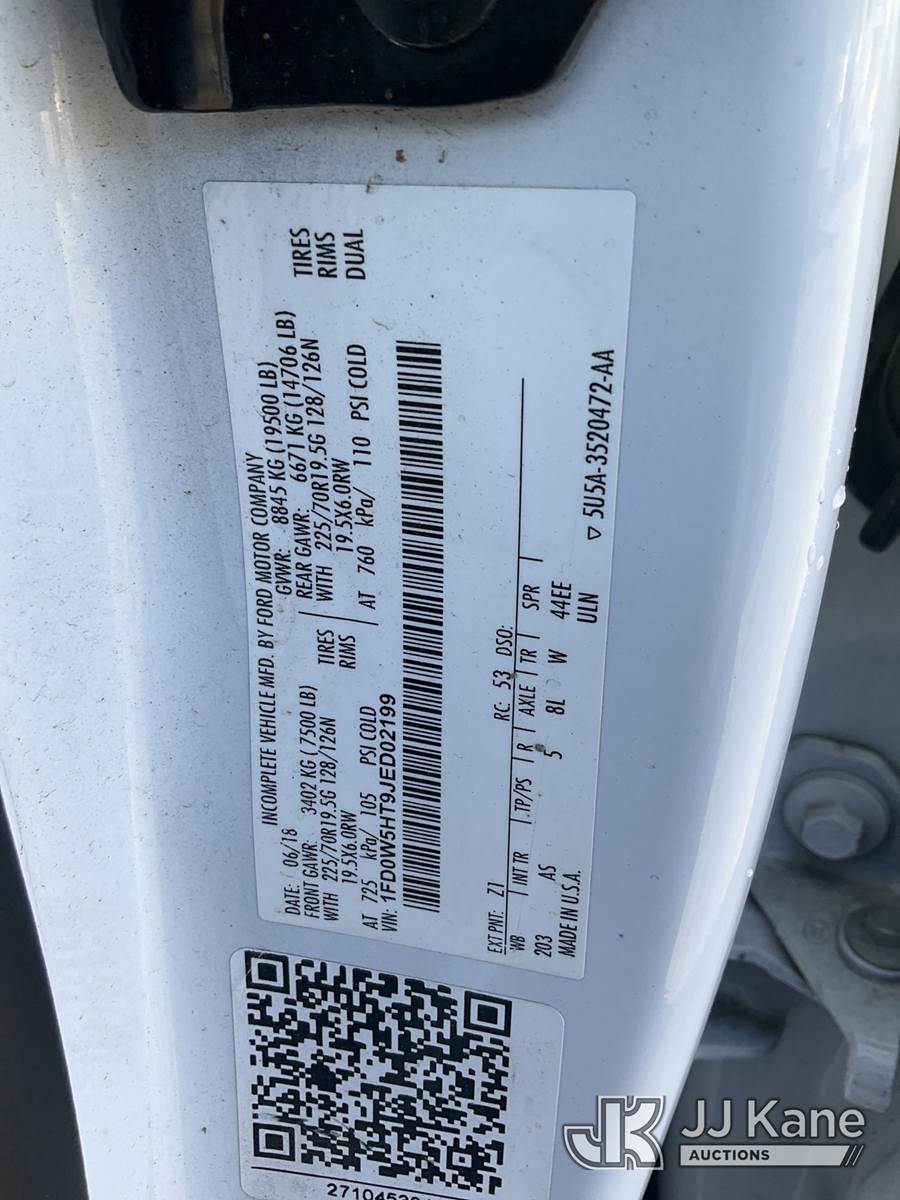 INCOMPLETE VEHICLE MFD. BY FORD MOTOR COMPANY
DATE: 06/18 GVWR: 8845 KG (19500 LB)
FRONT GAWR: 3402 KG (7500 LB) REAR GAWR: 6671 KG (14706 LB)
WITH 225/70R19.5G 128/126N TIRES WITH 225/70R19.5G 128/126N TIRES
19.5X6.0RW RIMS 19.5X6.0RW RIMS
AT 725 kPa/ 105 PSI COLD AT 760 kPa/ 110 PSI COLD DUAL
VIN: 1FD0W5HT9JED02199
EXT PNT: Z1 RC: 53 DSO:
WB INT TR TP/PS R AXLE TR SPR
203 AS 5 8L W 44EE
MADE IN U.S.A. ULN
▽ 5U5A-3520472-AA
JK JJ Kane
AUCTIONS